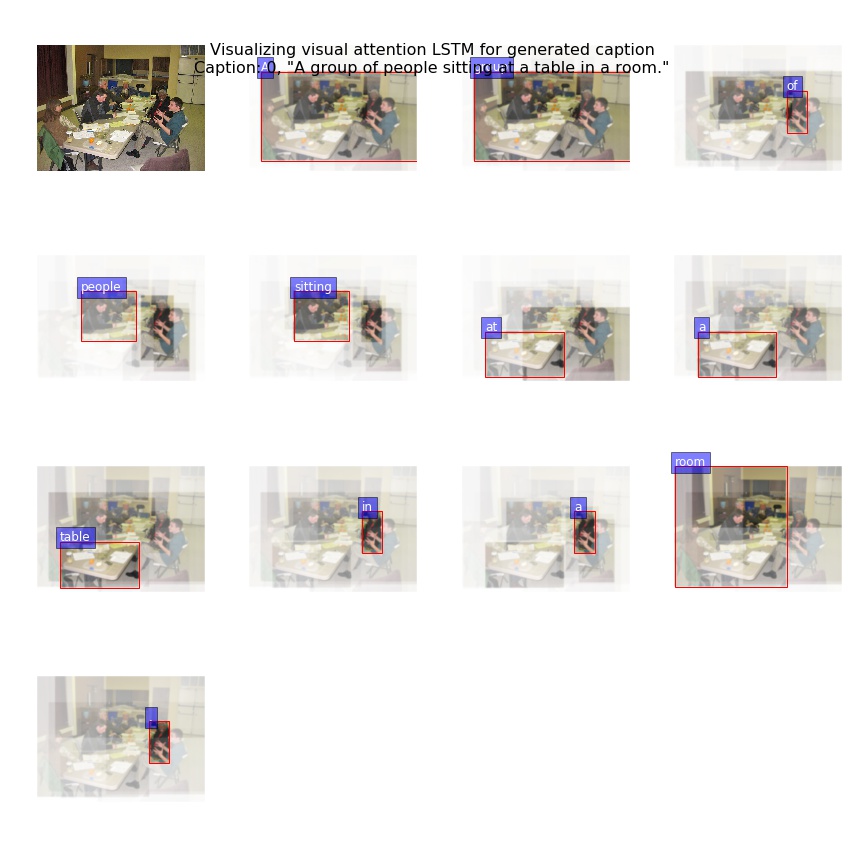 Visualizing visual attention LSTM for generated caption
Caption: 0, "A group of people sitting at a table in a room."
A
group
of
people
sitting
at
a
table
in
a
room
.